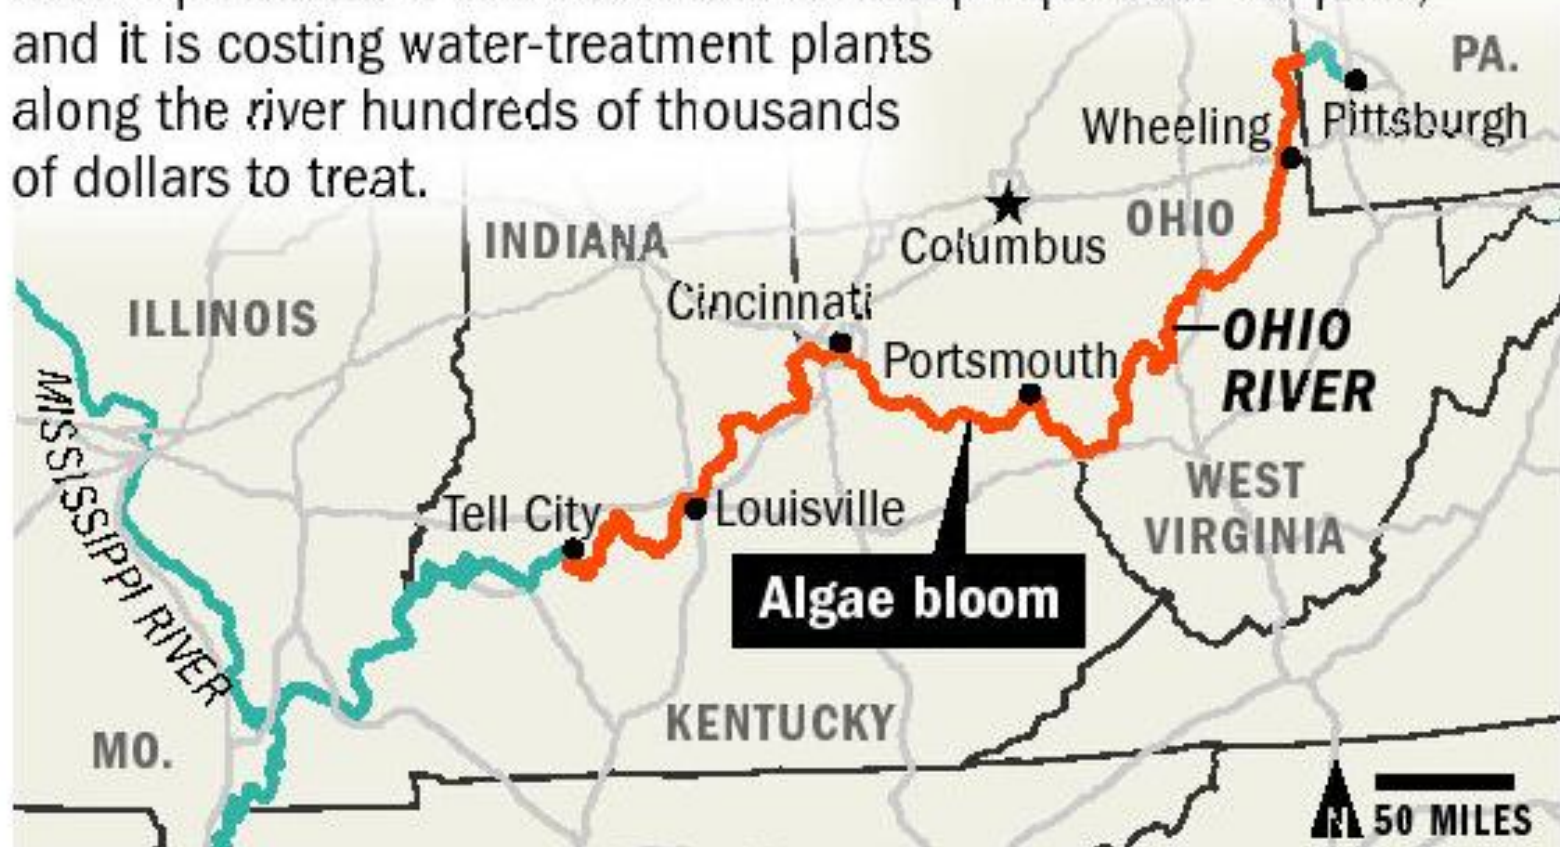 and it is costing water-treatment plants
along the river hundreds of thousands
of dollars to treat.
PA.
Wheeling
Pittsburgh
INDIANA
OHIO
Columbus
ILLINOIS
Cincinnati
Portsmouth
OHIO
RIVER
MISSISSIPPI RIVER
WEST
VIRGINIA
Tell City
Louisville
Algae bloom
KENTUCKY
MO.
N
50 MILES